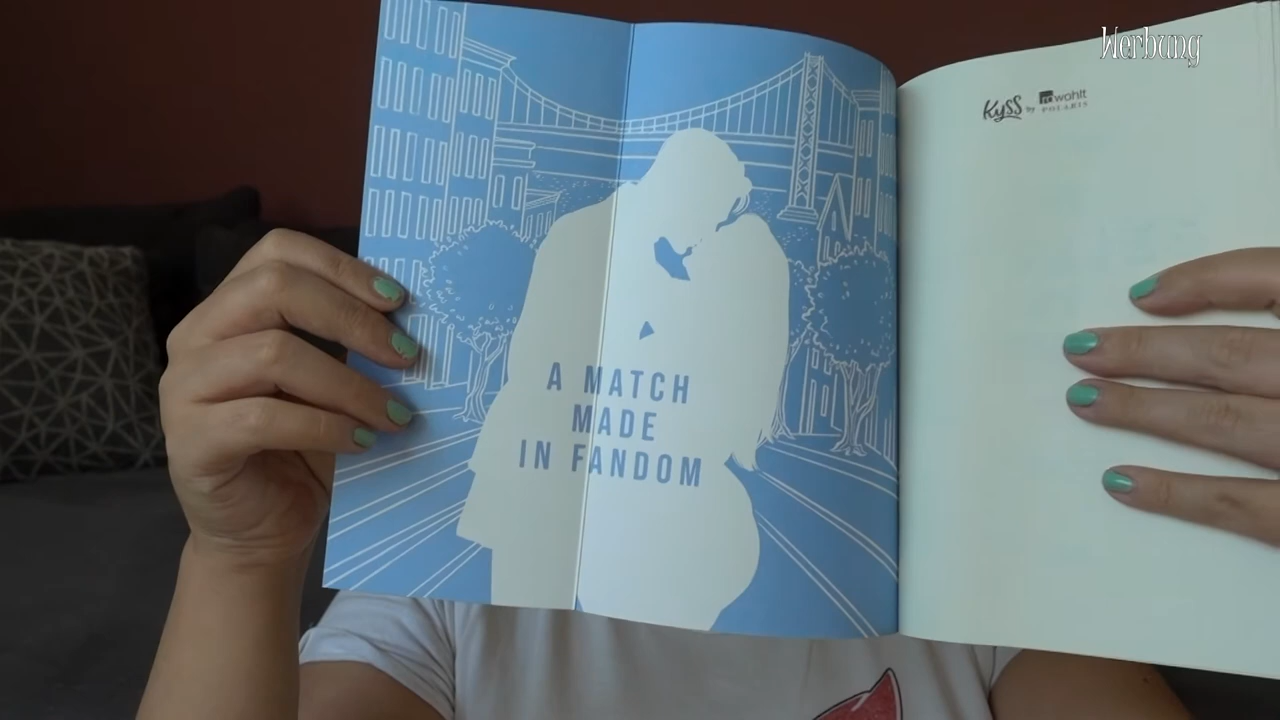 Werbung
KYSS by rowohlt
POLARIS
A MATCH
MADE
IN FANDOM